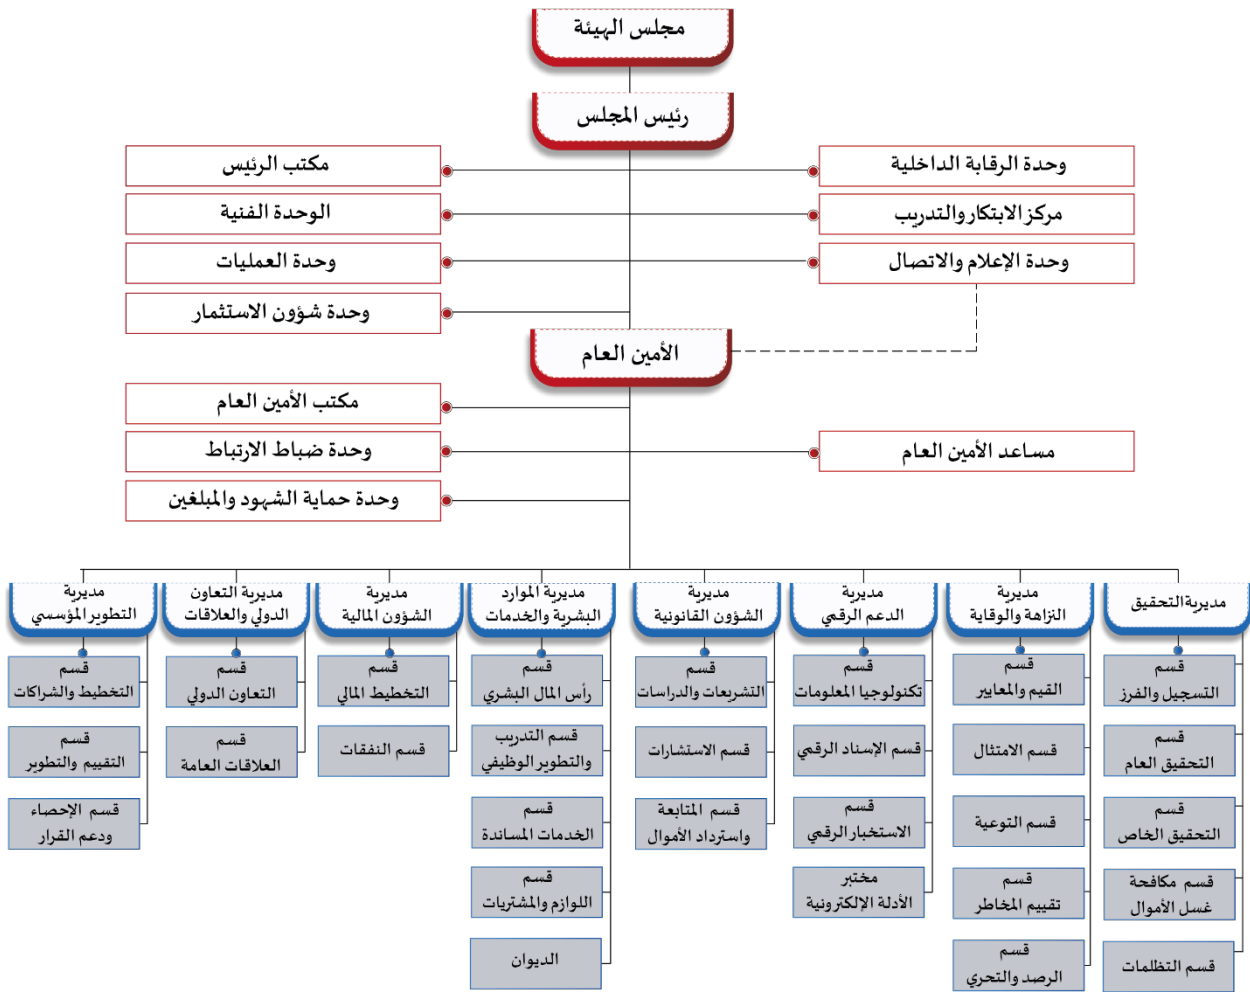 مجلس الهيئة
رئيس المجلس
وحدة الرقابة الداخلية
مكتب الرئيس
مركز الابتكار والتدريب
الوحدة الفنية
وحدة الإعلام والاتصال
وحدة العمليات
وحدة شؤون الاستثمار
الأمين العام
مكتب الأمين العام
مساعد الأمين العام
وحدة ضباط الارتباط
وحدة حماية الشهود والمبلغين
مديرية التحقيق
قسم
التسجيل والفرز
قسم
التحقيق العام
قسم
التحقيق الخاص
قسم مكافحة
غسل الأموال
قسم التظلمات
مديرية
النزاهة والوقاية
قسم
القيم والمعايير
قسم الامتثال
قسم التوعية
قسم
تقييم المخاطر
قسم
الرصد والتحري
مديرية
الدعم الرقمي
قسم
تكنولوجيا المعلومات
قسم الإسناد الرقمي
قسم
الاستخبار الرقمي
مختبر
الأدلة الإلكترونية
مديرية
الشؤون القانونية
قسم
التشريعات والدراسات
قسم الاستشارات
قسم المتابعة
واسترداد الأموال
مديرية الموارد
البشرية والخدمات
قسم
رأس المال البشري
قسم التدريب
والتطوير الوظيفي
قسم
الخدمات المساندة
قسم
اللوازم والمشتريات
الديوان
مديرية
الشؤون المالية
قسم
التخطيط المالي
قسم النفقات
مديرية التعاون
الدولي والعلاقات
قسم
التعاون الدولي
قسم
العلاقات العامة
مديرية
التطوير المؤسسي
قسم
التخطيط والشراكات
قسم
التقييم والتطوير
قسم الإحصاء
ودعم القرار